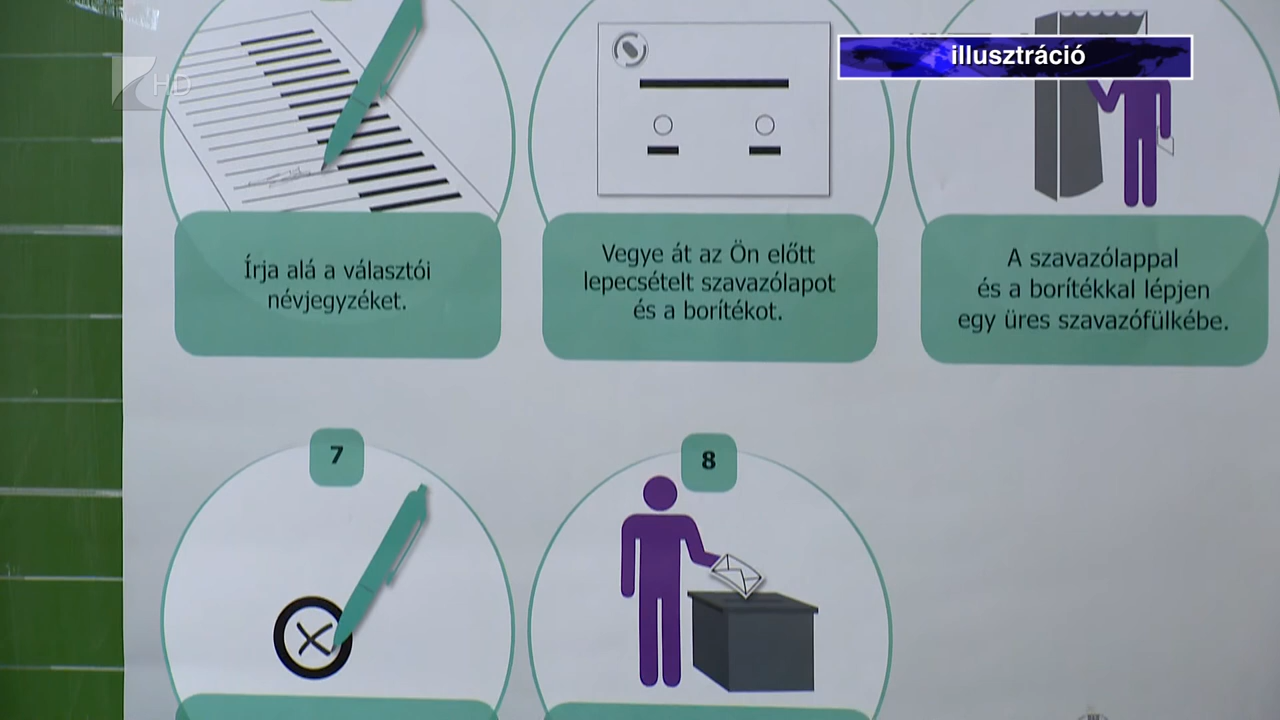 HD
illusztráció
Írja alá a választói
névjegyzéket.
Vegye át az Ön előtt
lepecsételt szavazólapot
és a borítékot.
A szavazólappal
és a borítékkal lépjen
egy üres szavazófülkébe.
7
8